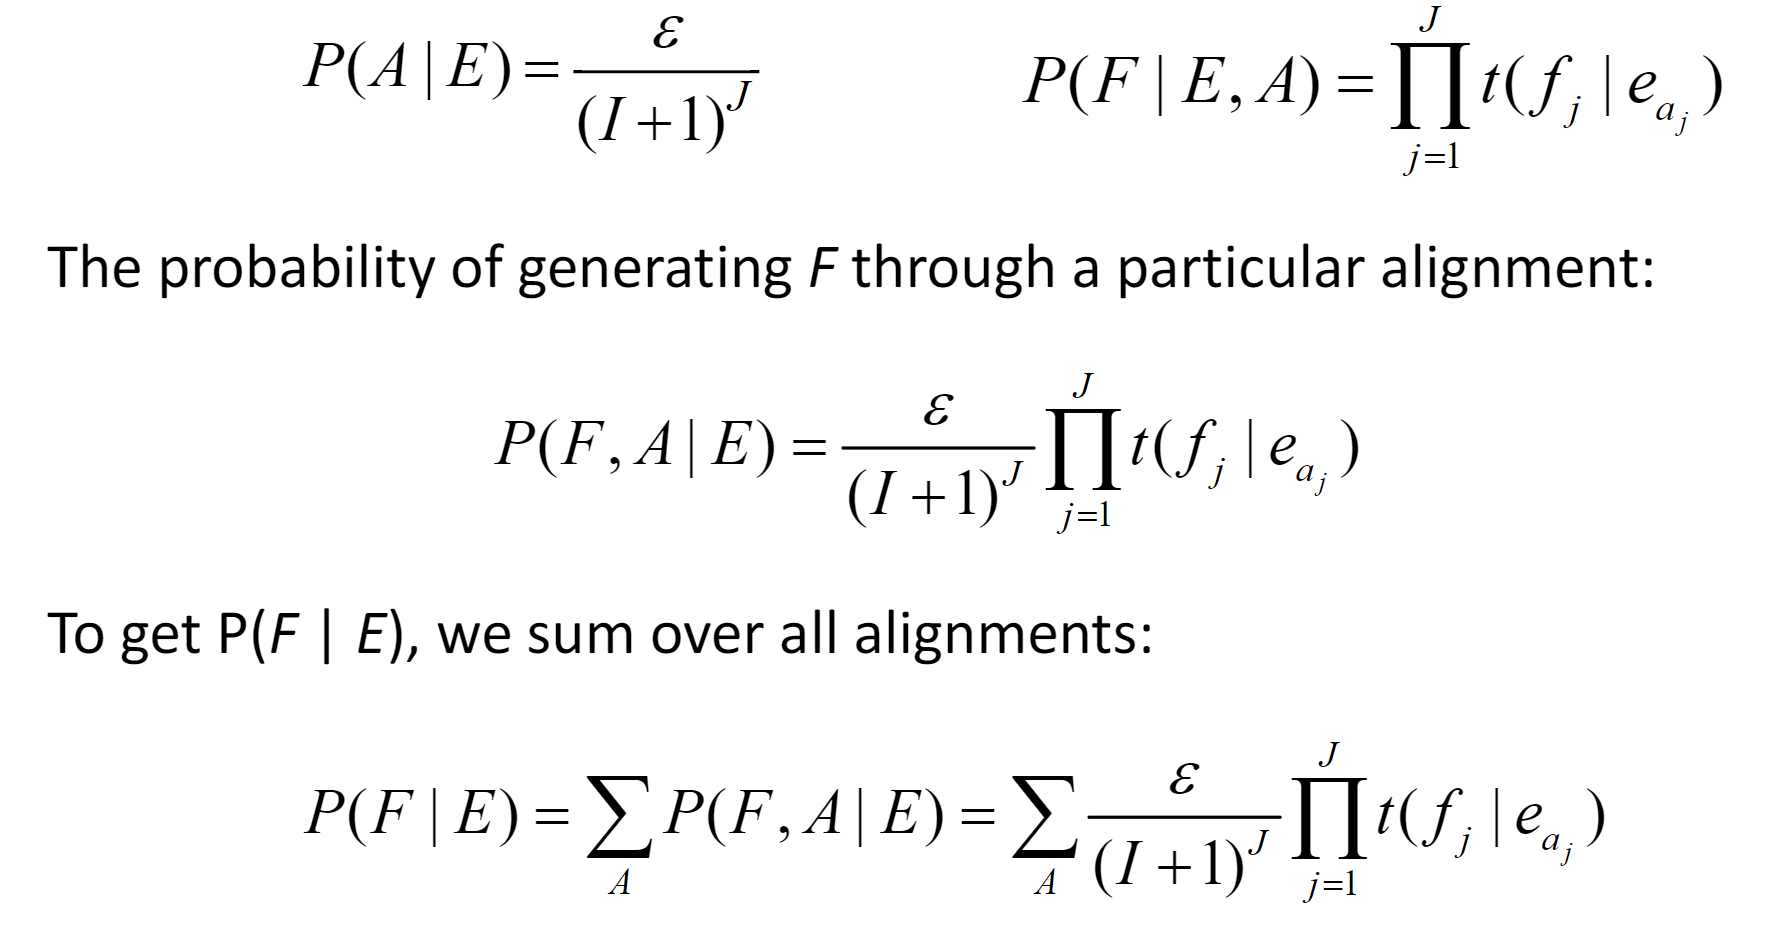 P(A | E) = ε / (I + 1)^J    P(F | E, A) = ∏_{j=1}^{J} t(f_j | e_{a_j})
The probability of generating F through a particular alignment:
P(F, A | E) = ε / (I + 1)^J ∏_{j=1}^{J} t(f_j | e_{a_j})
To get P(F | E), we sum over all alignments:
P(F | E) = ∑_A P(F, A | E) = ∑_A ε / (I + 1)^J ∏_{j=1}^{J} t(f_j | e_{a_j})